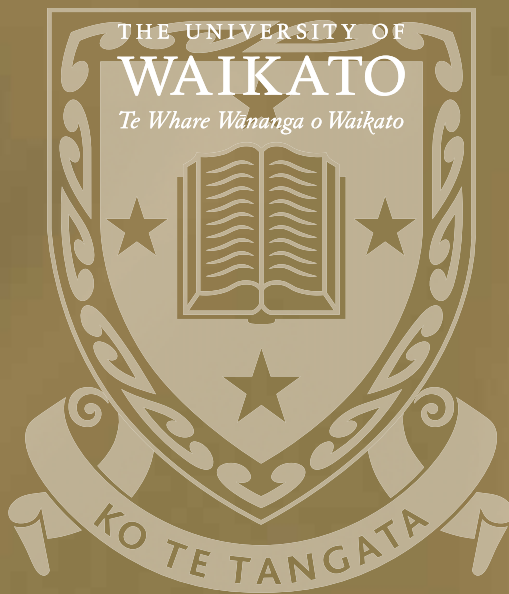 THE UNIVERSITY OF
WAIKATO
Te Whare Wānanga o Waikato
KO TE TANGATA